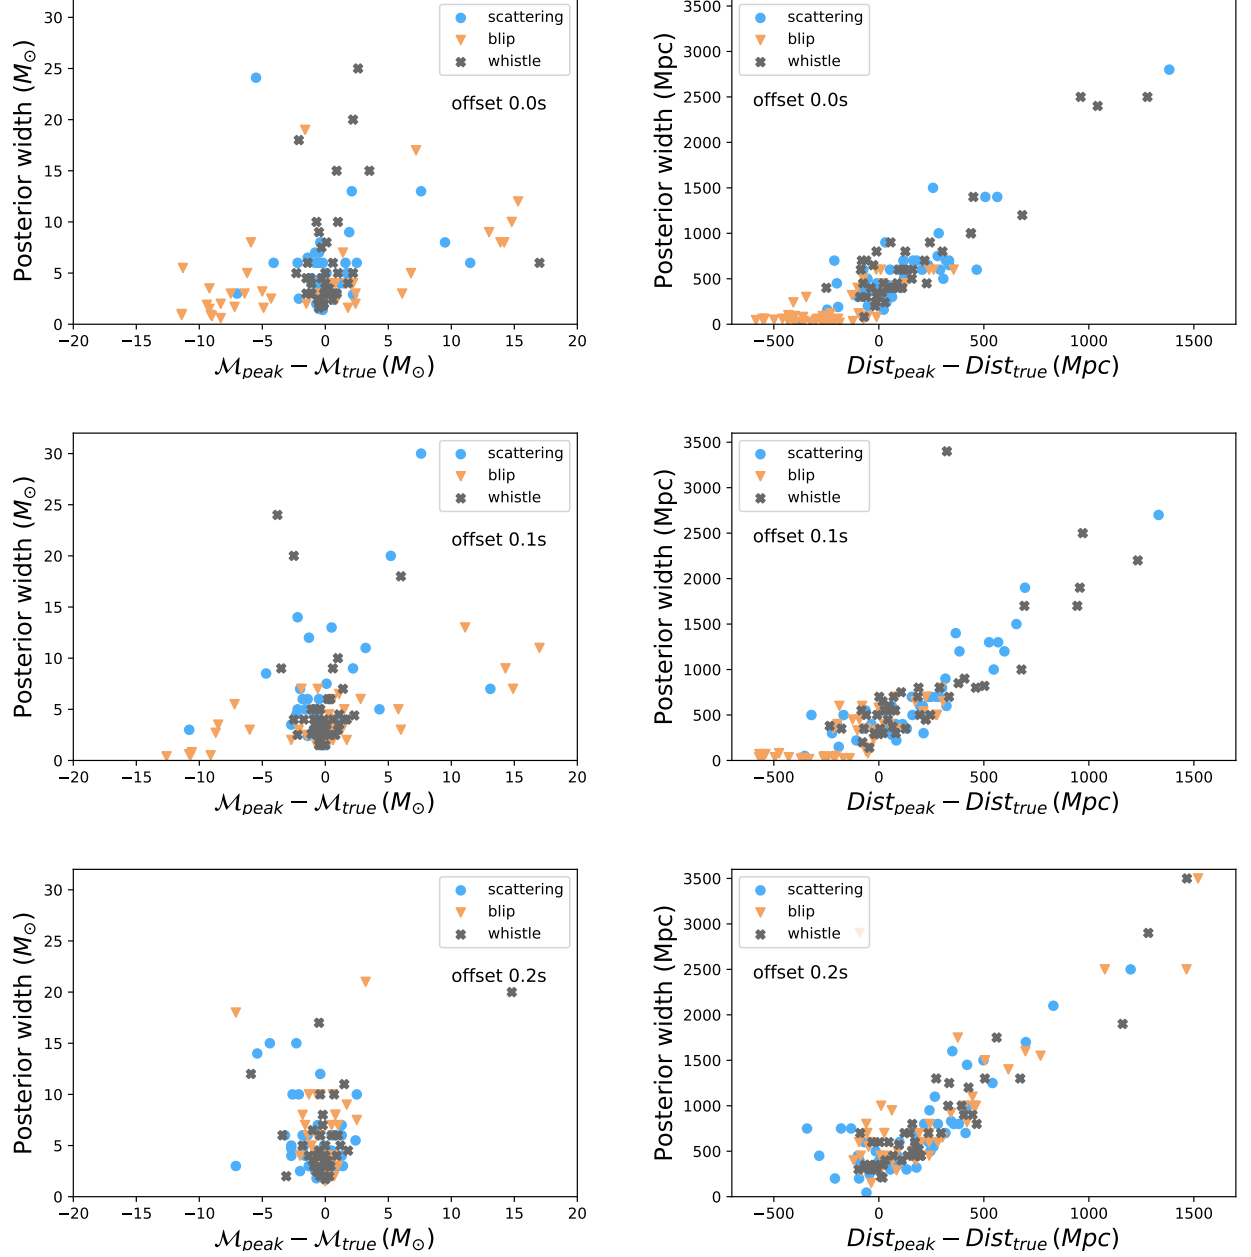 Posterior width (M⊙)
30
25
20
15
10
5
0
scattering
blip
whistle
offset 0.0s
−20 −15 −10 −5 0 5 10 15 20
ℳpeak − ℳtrue (M⊙)
Posterior width (Mpc)
3500
3000
2500
2000
1500
1000
500
0
scattering
blip
whistle
offset 0.0s
−500 0 500 1000 1500
Distpeak − Disttrue (Mpc)
Posterior width (M⊙)
30
25
20
15
10
5
0
scattering
blip
whistle
offset 0.1s
−20 −15 −10 −5 0 5 10 15 20
ℳpeak − ℳtrue (M⊙)
Posterior width (Mpc)
3500
3000
2500
2000
1500
1000
500
0
scattering
blip
whistle
offset 0.1s
−500 0 500 1000 1500
Distpeak − Disttrue (Mpc)
Posterior width (M⊙)
30
25
20
15
10
5
0
scattering
blip
whistle
offset 0.2s
−20 −15 −10 −5 0 5 10 15 20
ℳpeak − ℳtrue (M⊙)
Posterior width (Mpc)
3500
3000
2500
2000
1500
1000
500
0
scattering
blip
whistle
offset 0.2s
−500 0 500 1000 1500
Distpeak − Disttrue (Mpc)